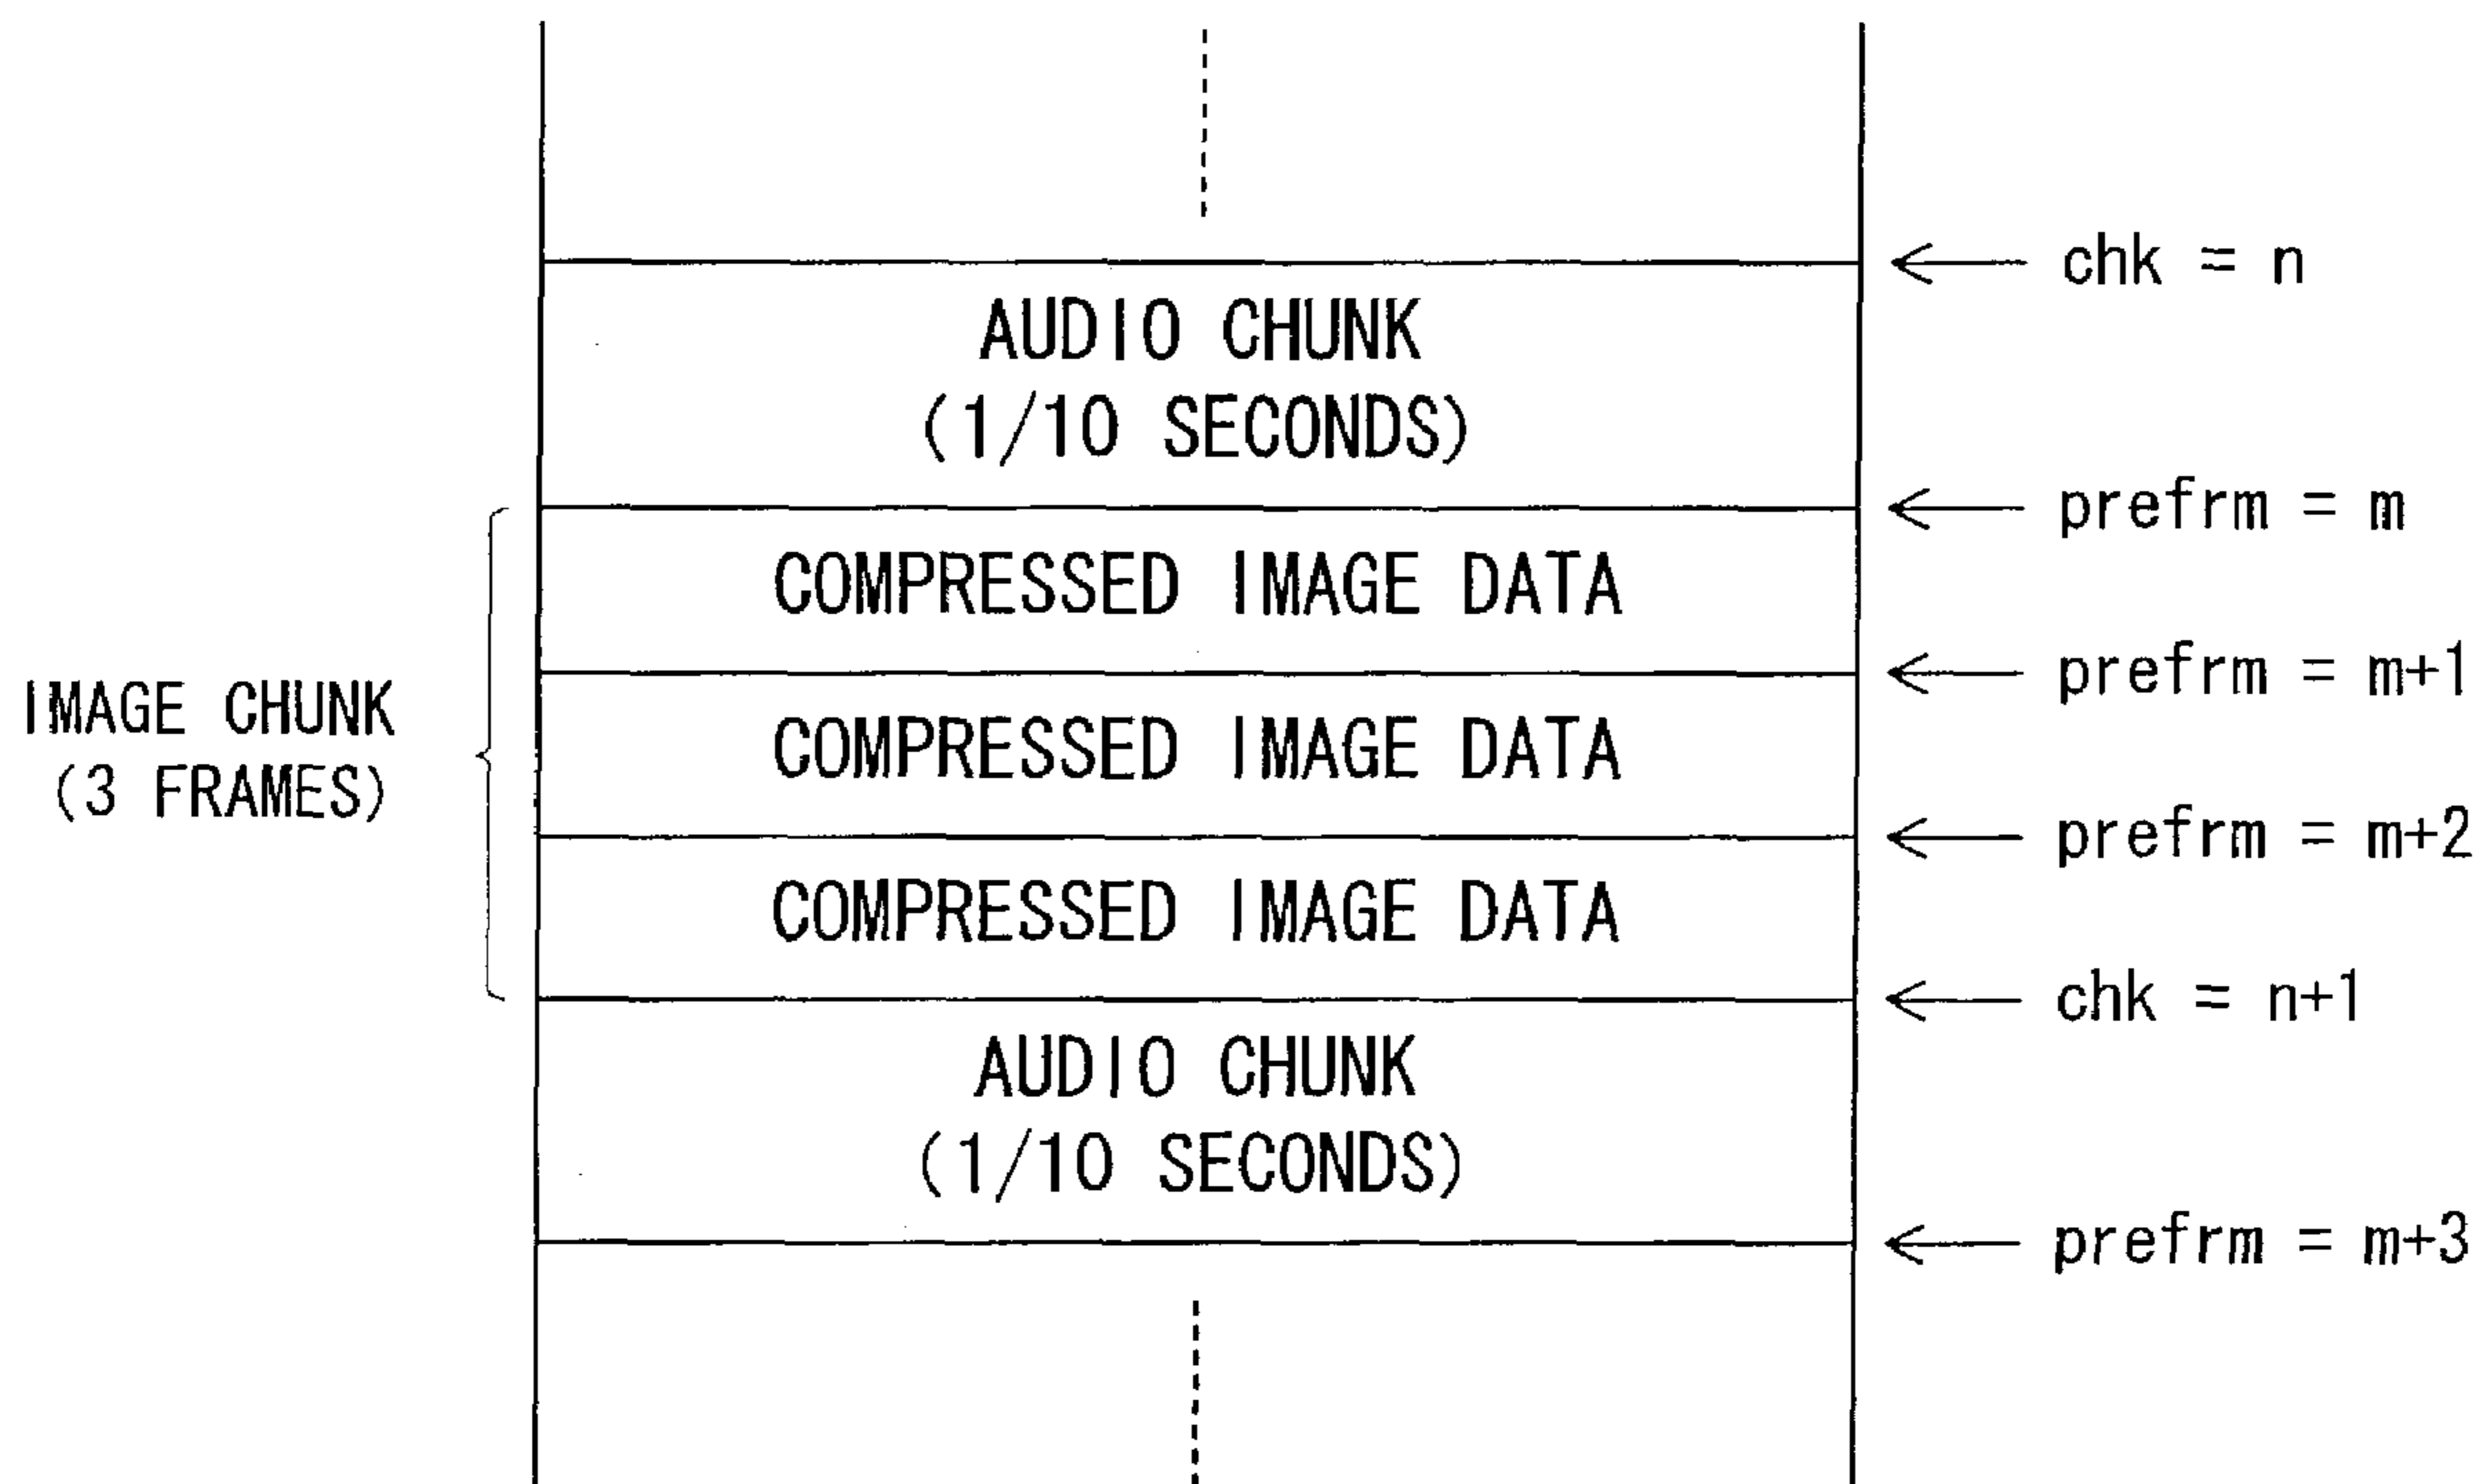 chk = n
AUDIO CHUNK
(1/10 SECONDS)
prefrm = m
COMPRESSED IMAGE DATA
prefrm = m+1
IMAGE CHUNK
(3 FRAMES)
COMPRESSED IMAGE DATA
prefrm = m+2
COMPRESSED IMAGE DATA
chk = n+1
AUDIO CHUNK
(1/10 SECONDS)
prefrm = m+3